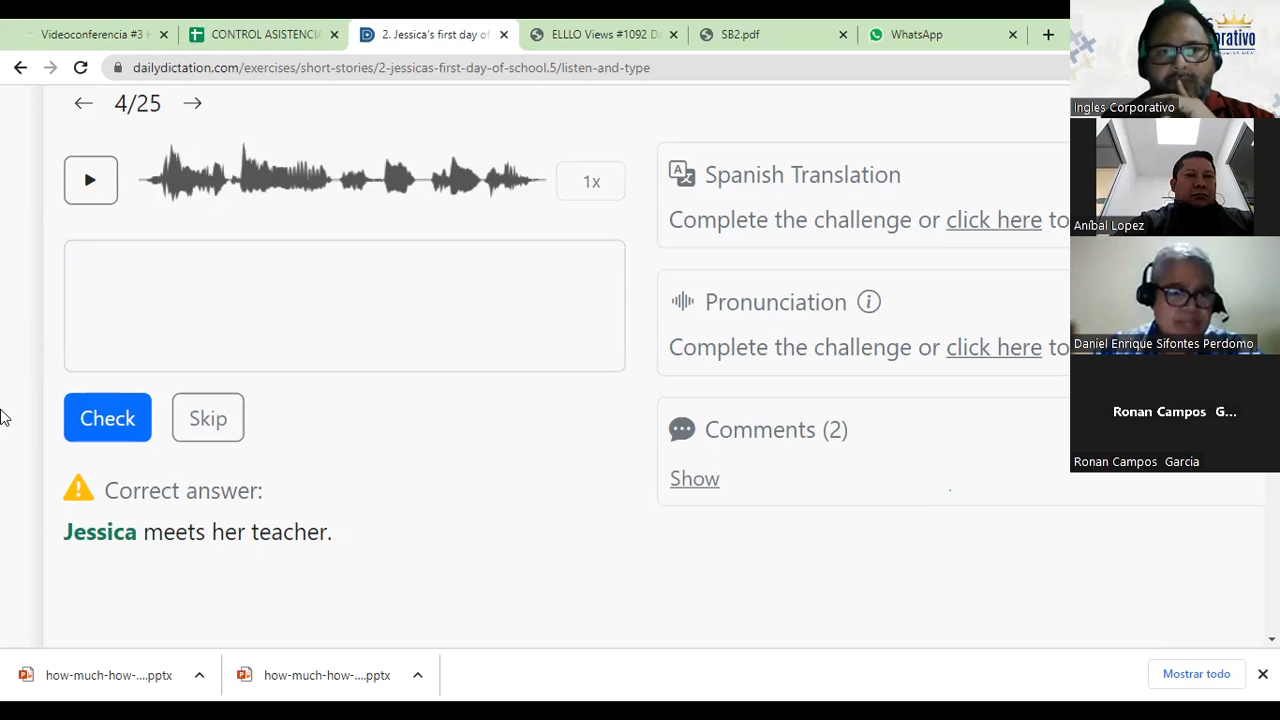 Videoconferencia #3 H
CONTROL ASISTENCIA
2. Jessica's first day of
ELLLO Views #1092 Da
SB2.pdf
WhatsApp
dailydictation.com/exercises/short-stories/2-jessicas-first-day-of-school.5/listen-and-type
4/25
1x
Spanish Translation
Complete the challenge or click here to
Pronunciation
Complete the challenge or click here to
Check
Skip
Comments (2)
Show
Correct answer:
Jessica meets her teacher.
Ingles Corporativo
Aníbal Lopez
Daniel Enrique Sifontes Perdomo
Ronan Campos G...
Ronan Campos Garcia
how-much-how-....pptx
how-much-how-....pptx
Mostrar todo